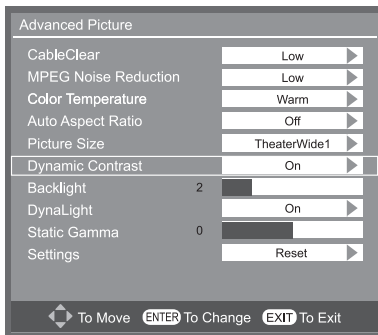 Advanced Picture
CableClear Low
MPEG Noise Reduction Low
Color Temperature Warm
Auto Aspect Ratio Off
Picture Size TheaterWide1
Dynamic Contrast On
Backlight 2
DynaLight On
Static Gamma 0
Settings Reset
To Move ENTER To Change EXIT To Exit